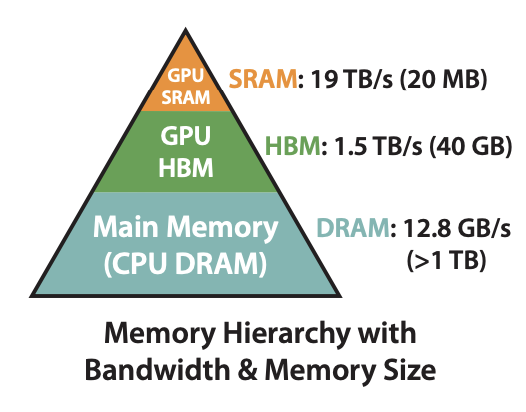 GPU
SRAM
SRAM: 19 TB/s (20 MB)
GPU
HBM
HBM: 1.5 TB/s (40 GB)
Main Memory
(CPU DRAM)
DRAM: 12.8 GB/s
(>1 TB)
Memory Hierarchy with
Bandwidth & Memory Size